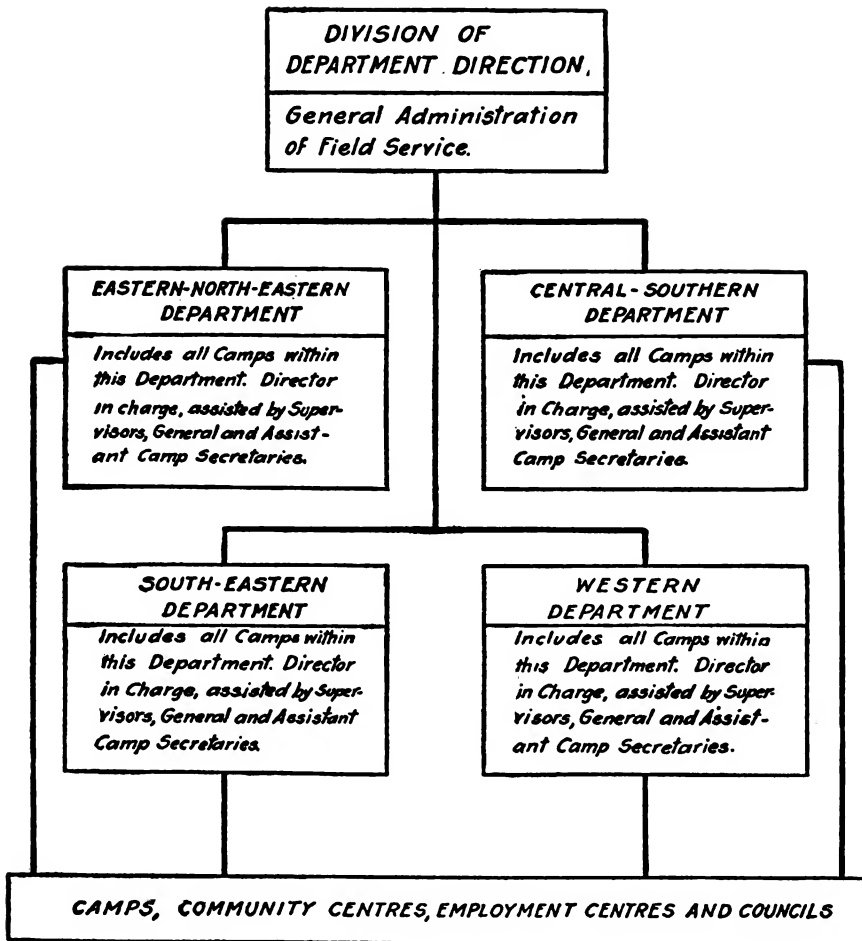 DIVISION OF
DEPARTMENT DIRECTION,
General Administration
of Field Service.
EASTERN-NORTH-EASTERN
DEPARTMENT
Includes all Camps within
this Department. Director
in charge, assisted by Super-
visors, General and Assist-
ant Camp Secretaries.
CENTRAL-SOUTHERN
DEPARTMENT
Includes all Camps within
this Department. Director
in Charge, assisted by Super-
visors, General and Assistant
Camp Secretaries.
SOUTH-EASTERN
DEPARTMENT
Includes all Camps within
this Department. Director
in Charge, assisted by Super-
visors, General and Assistant
Camp Secretaries.
WESTERN
DEPARTMENT
Includes all Camps within
this Department. Director
in Charge, assisted by Super-
visors, General and Assist-
ant Camp Secretaries.
CAMPS, COMMUNITY CENTRES, EMPLOYMENT CENTRES AND COUNCILS